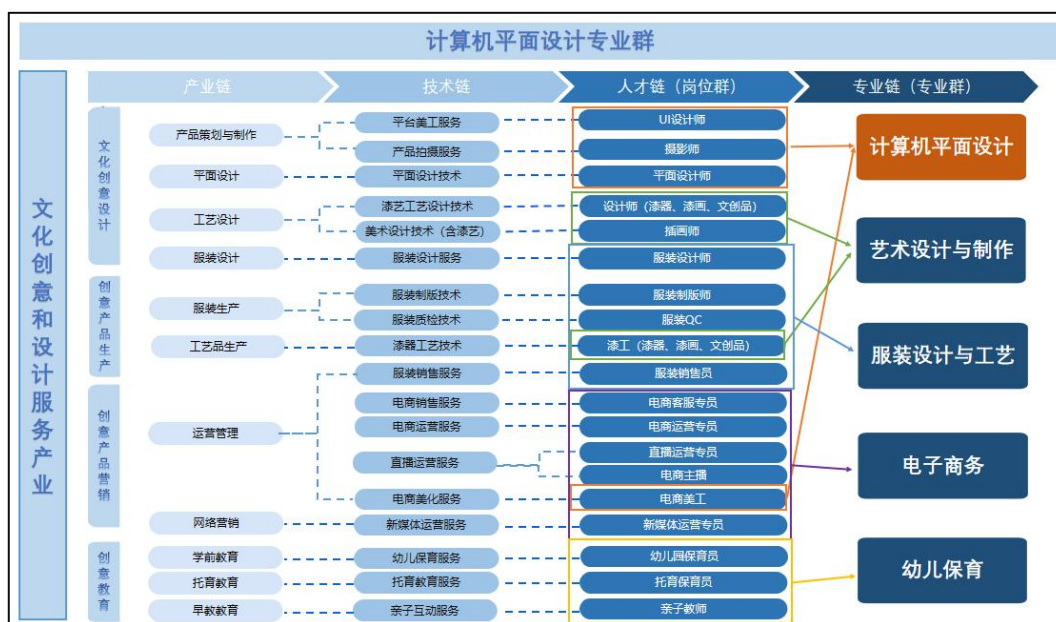 计算机平面设计专业群
产业链
技术链
人才链（岗位群）
专业链（专业群）
文化创意和设计服务产业
文化创意设计
产品策划与制作
平台美工服务
UI设计师
产品拍摄服务
摄影师
平面设计
平面设计技术
平面设计师
工艺设计
漆艺工艺设计技术
设计师（漆器、漆画、文创品）
美术设计技术（含漆艺）
插画师
服装设计
服装设计服务
服装设计师
创意产品生产
服装生产
服装制版技术
服装制版师
服装质检技术
服装QC
工艺品生产
漆器工艺技术
漆工（漆器、漆画、文创品）
创意产品营销
运营管理
服装销售服务
服装销售员
电商销售服务
电商客服专员
电商运营服务
电商运营专员
直播运营服务
直播运营专员
电商主播
电商美化服务
电商美工
网络营销
新媒体运营服务
新媒体运营专员
创意教育
学前教育
幼儿保育服务
幼儿园保育员
托育教育
托育教育服务
托育保育员
早教教育
亲子互动服务
亲子教师
计算机平面设计
艺术设计与制作
服装设计与工艺
电子商务
幼儿保育